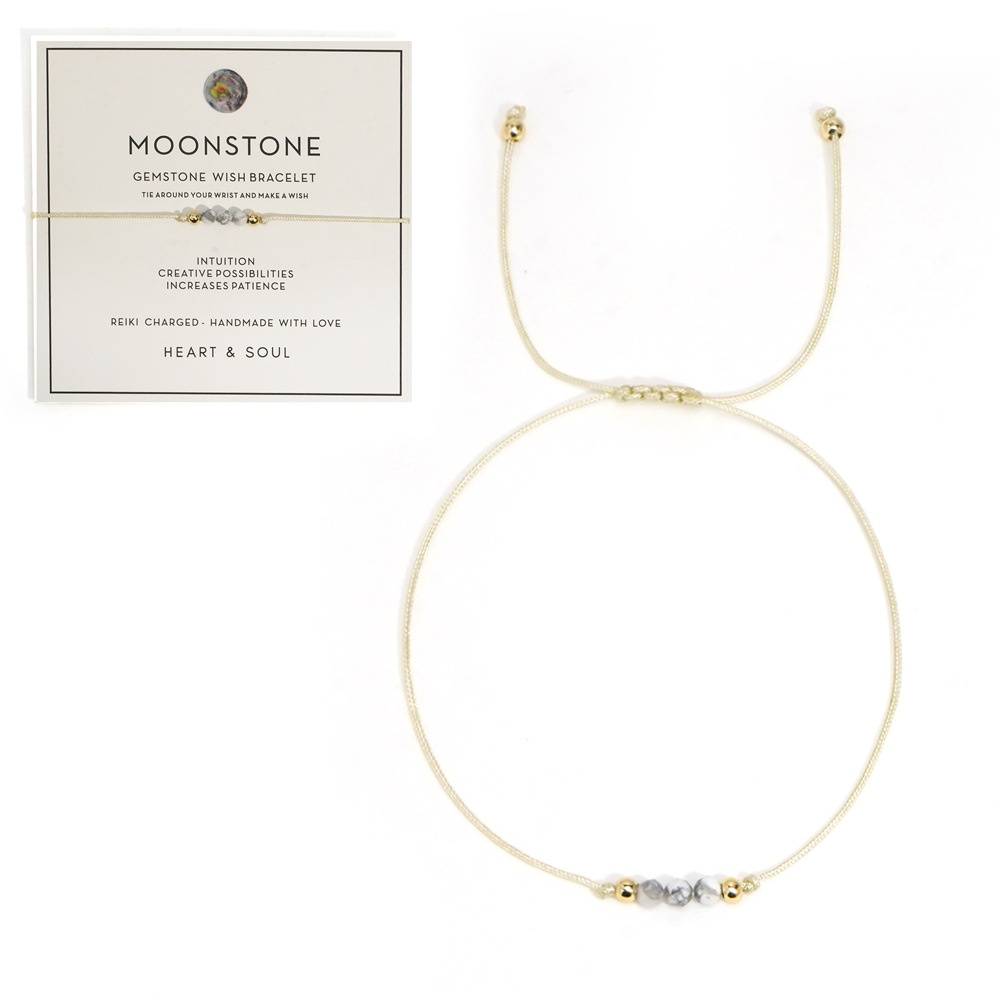 MOONSTONE
GEMSTONE WISH BRACELET
TIE AROUND YOUR WRIST AND MAKE A WISH
INTUITION
CREATIVE POSSIBILITIES
INCREASES PATIENCE
REIKI CHARGED - HANDMADE WITH LOVE
HEART & SOUL